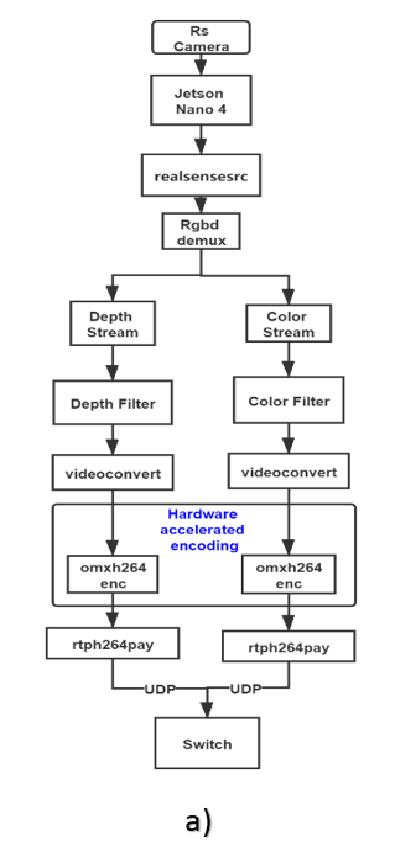 Rs
Camera
Jetson
Nano 4
realsensesrc
Rgbd
demux
Depth
Stream
Color
Stream
Depth Filter
Color Filter
videoconvert
videoconvert
Hardware
accelerated
encoding
omxh264
enc
omxh264
enc
rtph264pay
rtph264pay
UDP
UDP
Switch
a)